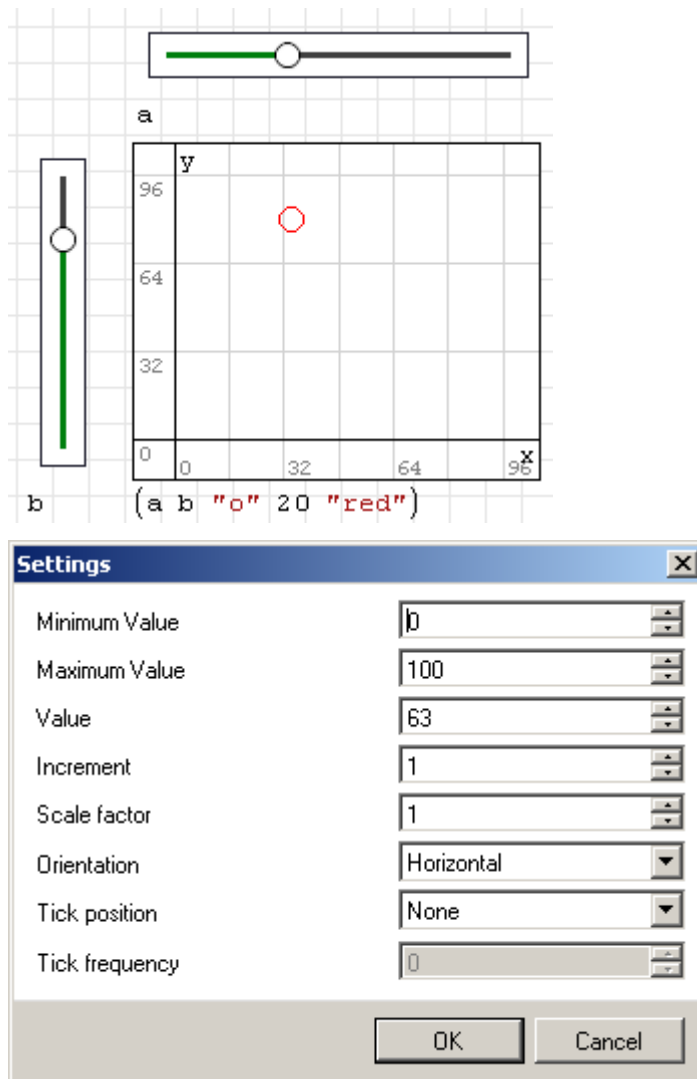 a
y
96
64
32
0
0 32 64 96 x
b
(a b "o" 20 "red")
Settings
Minimum Value 0
Maximum Value 100
Value 63
Increment 1
Scale factor 1
Orientation Horizontal
Tick position None
Tick frequency 0
OK Cancel